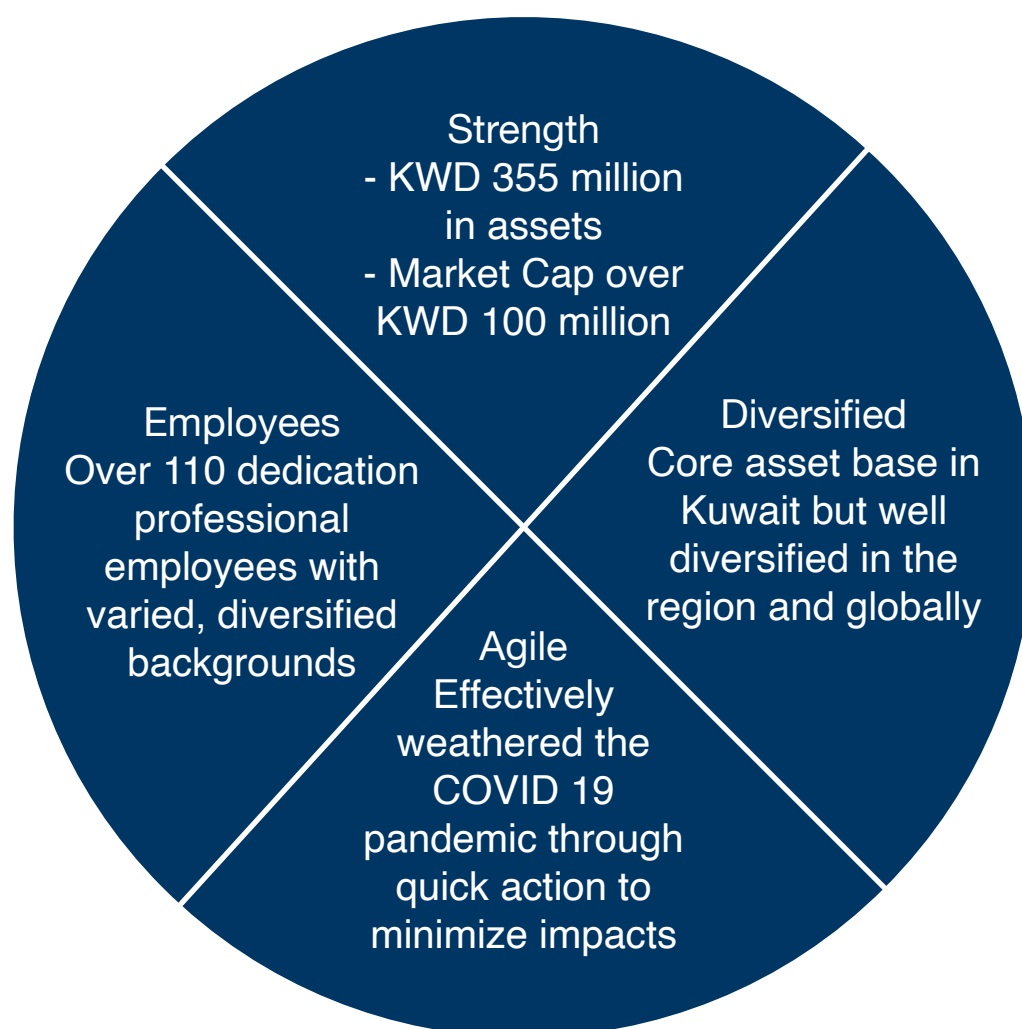 Strength
- KWD 355 million
in assets
- Market Cap over
KWD 100 million
Employees
Over 110 dedication
professional
employees with
varied, diversified
backgrounds
Diversified
Core asset base in
Kuwait but well
diversified in the
region and globally
Agile
Effectively
weathered the
COVID 19
pandemic through
quick action to
minimize impacts